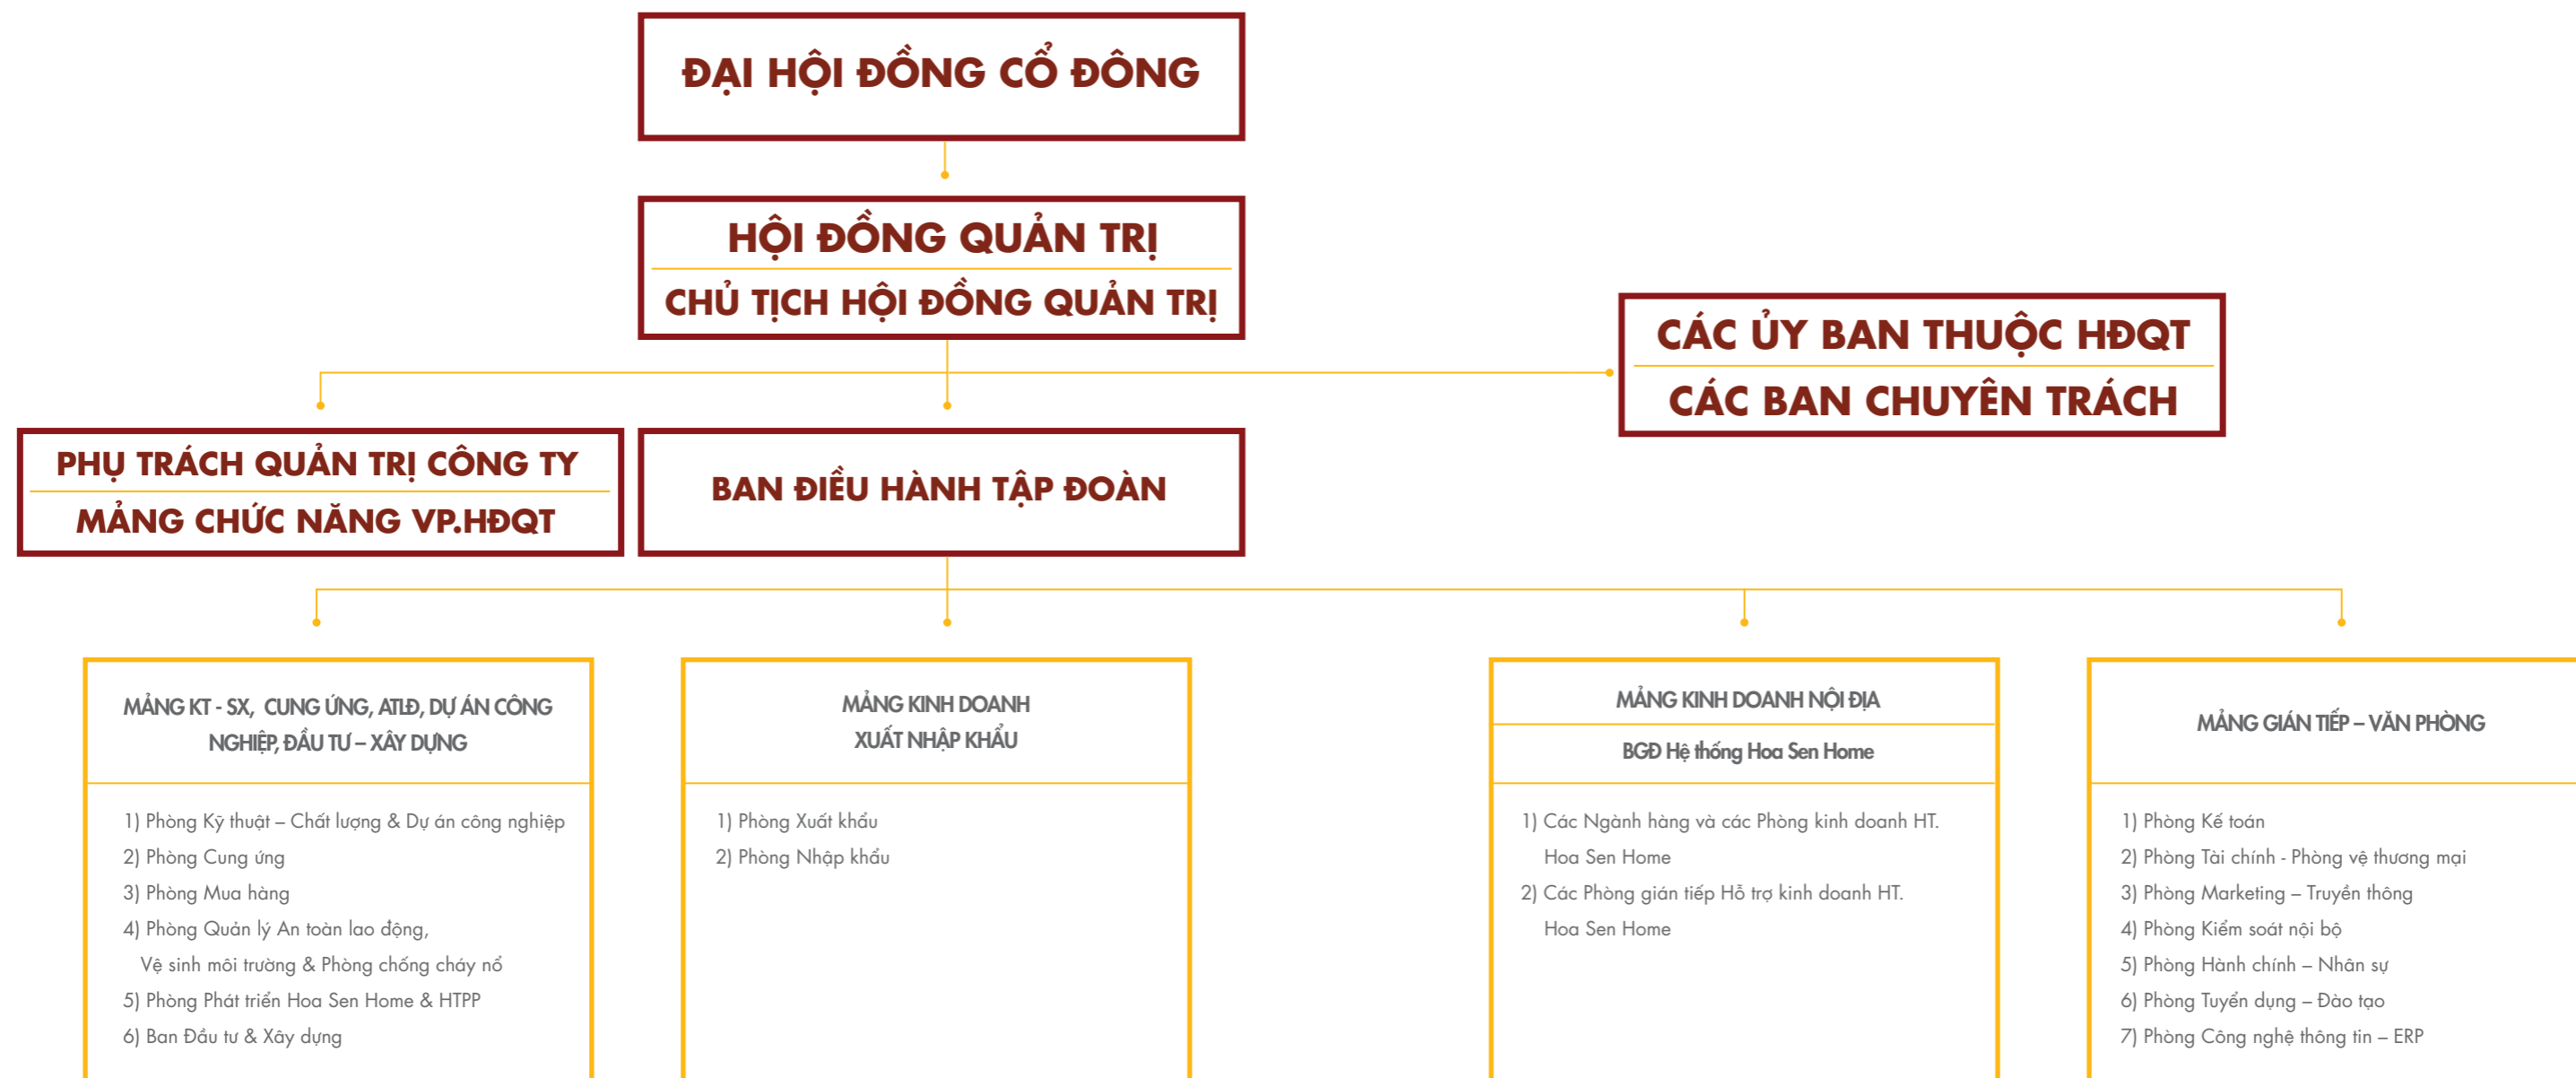 ĐẠI HỘI ĐỒNG CỔ ĐÔNG
HỘI ĐỒNG QUẢN TRỊ
CHỦ TỊCH HỘI ĐỒNG QUẢN TRỊ
CÁC ỦY BAN THUỘC HĐQT
CÁC BAN CHUYÊN TRÁCH
PHỤ TRÁCH QUẢN TRỊ CÔNG TY
MẢNG CHỨC NĂNG VP.HĐQT
BAN ĐIỀU HÀNH TẬP ĐOÀN
MẢNG KT - SX, CUNG ỨNG, ATLĐ, DỰ ÁN CÔNG
NGHIỆP, ĐẦU TƯ – XÂY DỰNG
1) Phòng Kỹ thuật – Chất lượng & Dự án công nghiệp
2) Phòng Cung ứng
3) Phòng Mua hàng
4) Phòng Quản lý An toàn lao động,
Vệ sinh môi trường & Phòng chống cháy nổ
5) Phòng Phát triển Hoa Sen Home & HTPP
6) Ban Đầu tư & Xây dựng
MẢNG KINH DOANH
XUẤT NHẬP KHẨU
1) Phòng Xuất khẩu
2) Phòng Nhập khẩu
MẢNG KINH DOANH NỘI ĐỊA
BGĐ Hệ thống Hoa Sen Home
1) Các Ngành hàng và các Phòng kinh doanh HT.
Hoa Sen Home
2) Các Phòng gián tiếp Hỗ trợ kinh doanh HT.
Hoa Sen Home
MẢNG GIÁN TIẾP – VĂN PHÒNG
1) Phòng Kế toán
2) Phòng Tài chính - Phòng vệ thương mại
3) Phòng Marketing – Truyền thông
4) Phòng Kiểm soát nội bộ
5) Phòng Hành chính – Nhân sự
6) Phòng Tuyển dụng – Đào tạo
7) Phòng Công nghệ thông tin – ERP